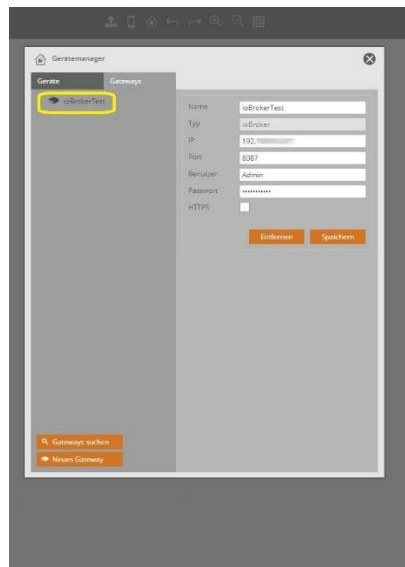 Gerätemanager
Geräte Gateways
ioBrokerTest
Name ioBrokerTest
Typ ioBroker
IP 192.
Port 8087
Benutzer Admin
Passwort ***********
HTTPS
Entfernen Speichern
Gateways suchen
Neues Gateway